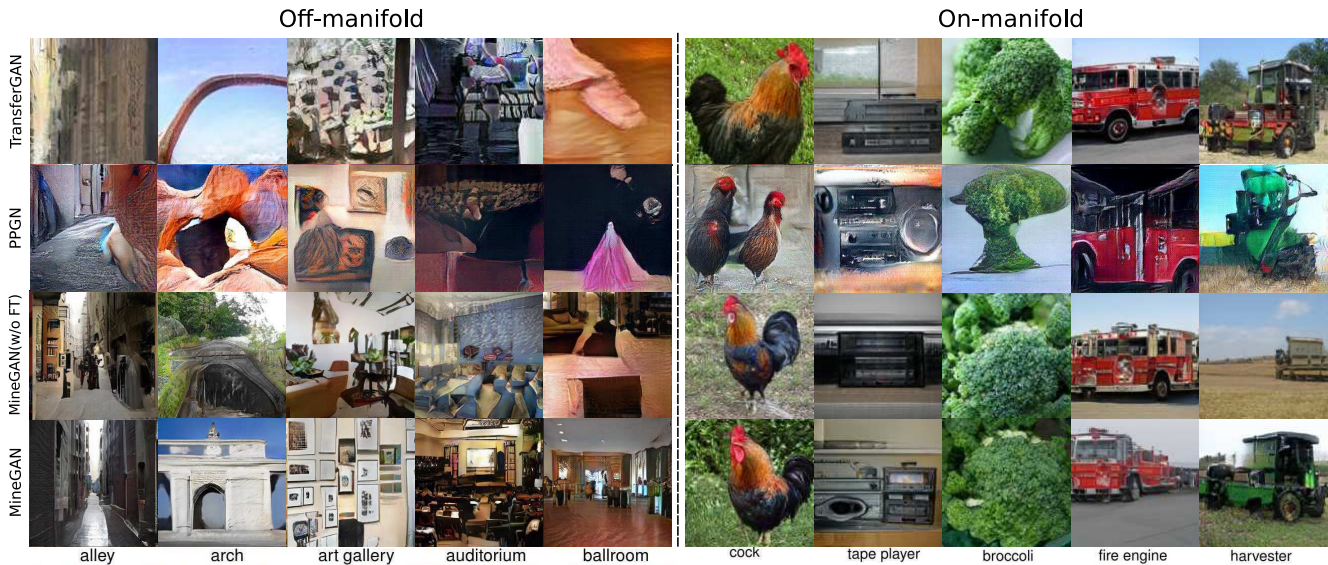 Off-manifold
On-manifold
TransferGAN
PPGN
MineGAN(w/o FT)
MineGAN
alley
arch
art gallery
auditorium
ballroom
cock
tape player
broccoli
fire engine
harvester